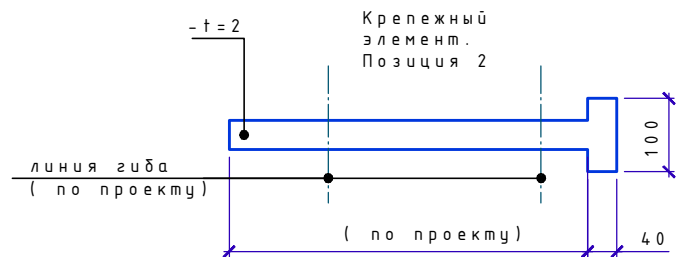 Крепежный
элемент.
Позиция 2
-t=2
линия гиба
( по проекту)
( по проекту)
100
40